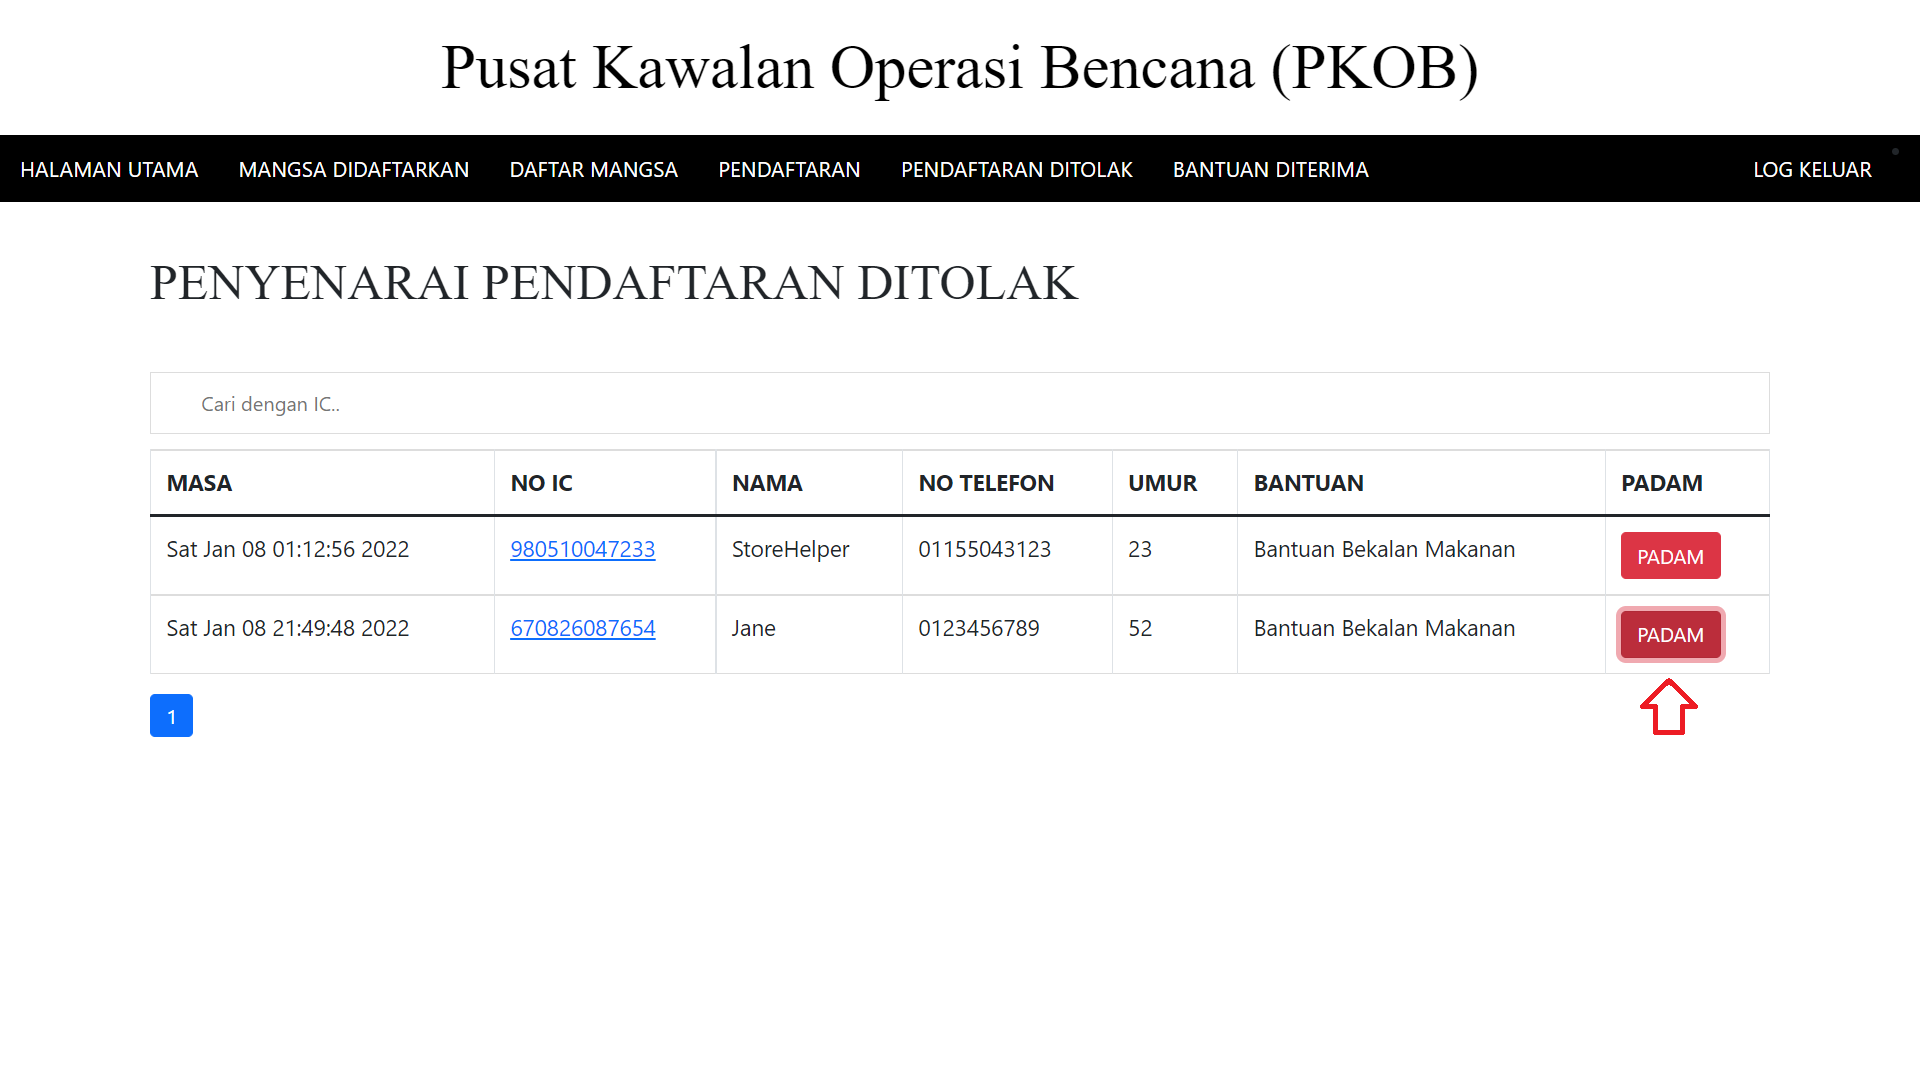 Pusat Kawalan Operasi Bencana (PKOB)
HALAMAN UTAMA MANGSA DIDAFTARKAN DAFTAR MANGSA PENDAFTARAN PENDAFTARAN DITOLAK BANTUAN DITERIMA LOG KELUAR
PENYENARAI PENDAFTARAN DITOLAK
Cari dengan IC..
MASA NO IC NAMA NO TELEFON UMUR BANTUAN PADAM
Sat Jan 08 01:12:56 2022 980510047233 StoreHelper 01155043123 23 Bantuan Bekalan Makanan PADAM
Sat Jan 08 21:49:48 2022 670826087654 Jane 0123456789 52 Bantuan Bekalan Makanan PADAM
1